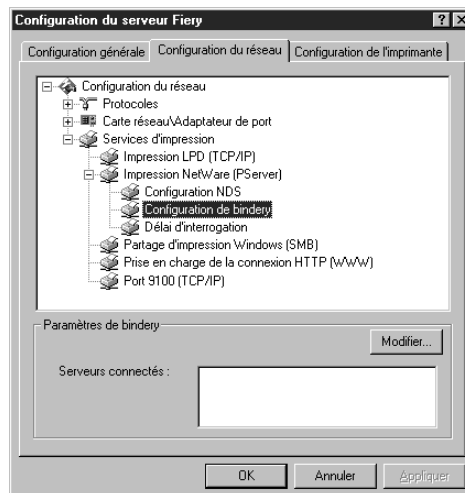 Configuration du serveur Fiery
Configuration générale
Configuration du réseau
Configuration de l'imprimante
Configuration du réseau
Protocoles
Carte réseau\Adaptateur de port
Services d'impression
Impression LPD (TCP/IP)
Impression NetWare (PServer)
Configuration NDS
Configuration de bindery
Délai d'interrogation
Partage d'impression Windows (SMB)
Prise en charge de la connexion HTTP (WWW)
Port 9100 (TCP/IP)
Paramètres de bindery
Modifier...
Serveurs connectés :
OK
Annuler
Appliquer